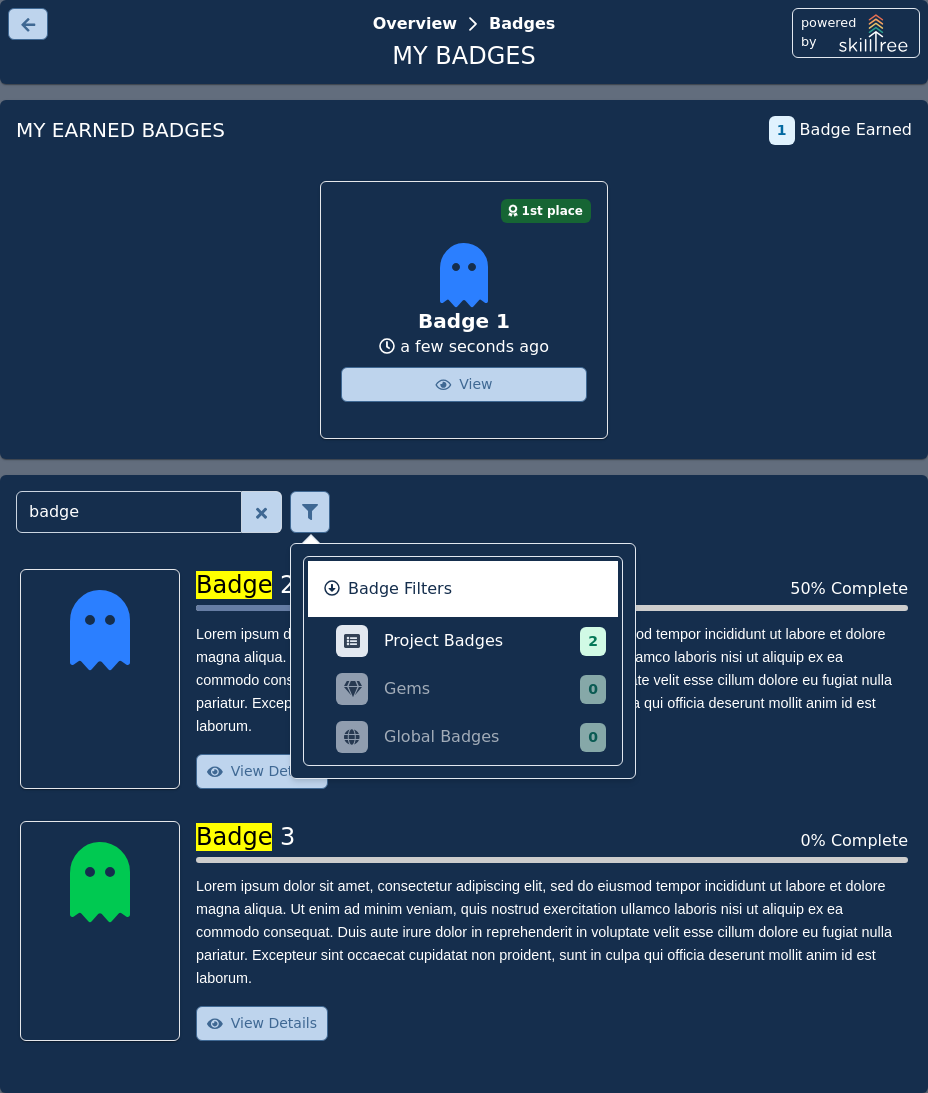 Overview > Badges
MY BADGES
powered
by skilltree
MY EARNED BADGES
1 Badge Earned
1st place
Badge 1
a few seconds ago
View
badge
Badge 2
50% Complete
Badge Filters
Project Badges 2
Gems 0
Global Badges 0
Lorem ipsum d
od tempor incididunt ut labore et dolore
magna aliqua.
amco laboris nisi ut aliquip ex ea
commodo cons
te velit esse cillum dolore eu fugiat nulla
pariatur. Excep
a qui officia deserunt mollit anim id est
laborum.
View Det
Badge 3
0% Complete
Lorem ipsum dolor sit amet, consectetur adipiscing elit, sed do eiusmod tempor incididunt ut labore et dolore
magna aliqua. Ut enim ad minim veniam, quis nostrud exercitation ullamco laboris nisi ut aliquip ex ea
commodo consequat. Duis aute irure dolor in reprehenderit in voluptate velit esse cillum dolore eu fugiat nulla
pariatur. Excepteur sint occaecat cupidatat non proident, sunt in culpa qui officia deserunt mollit anim id est
laborum.
View Details